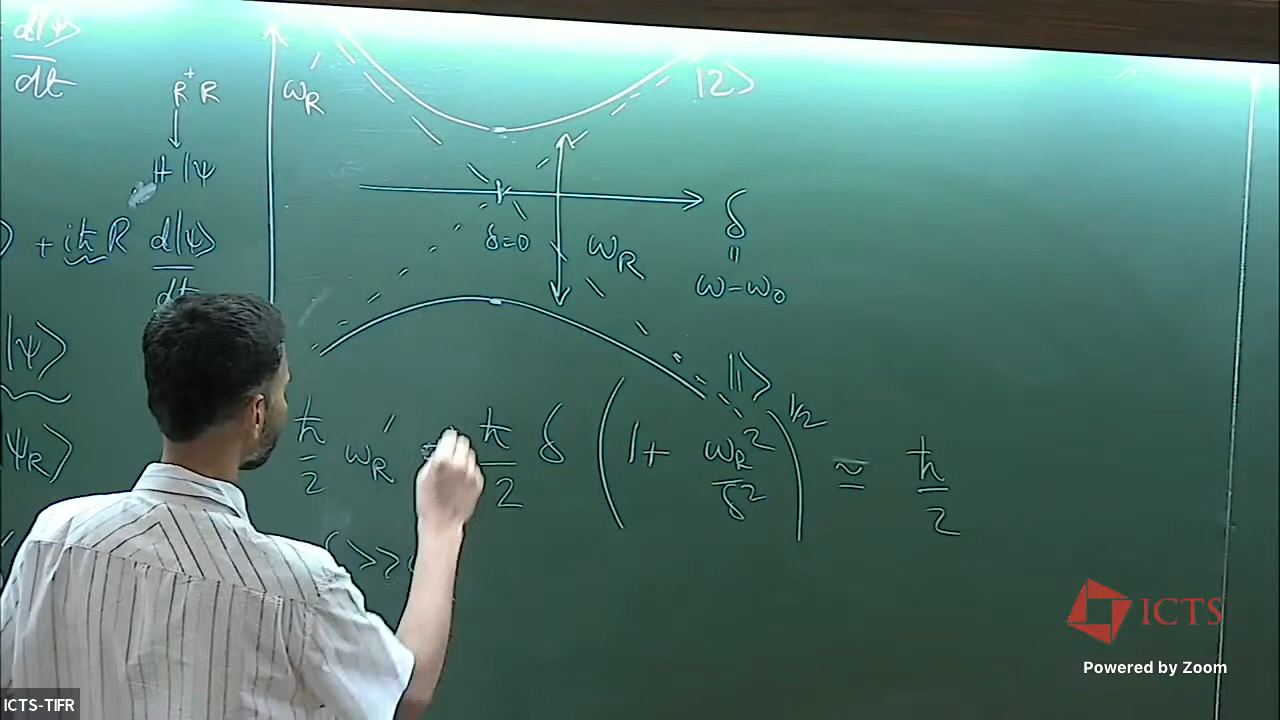 d|ψ⟩
dt
R⁺R
H|ψ
⟩ + iħR d|ψ⟩
dt
|ψ⟩
ψ_R⟩
ω_R′
|2⟩
δ=0
ω_R
δ
"
ω-ω₀
|1⟩
ħ/2 ω_R′ = ħ/2 δ (1+ ω_R²/δ²)^1/2 ≃ ħ/2
δ >>
ICTS
Powered by Zoom
ICTS-TIFR